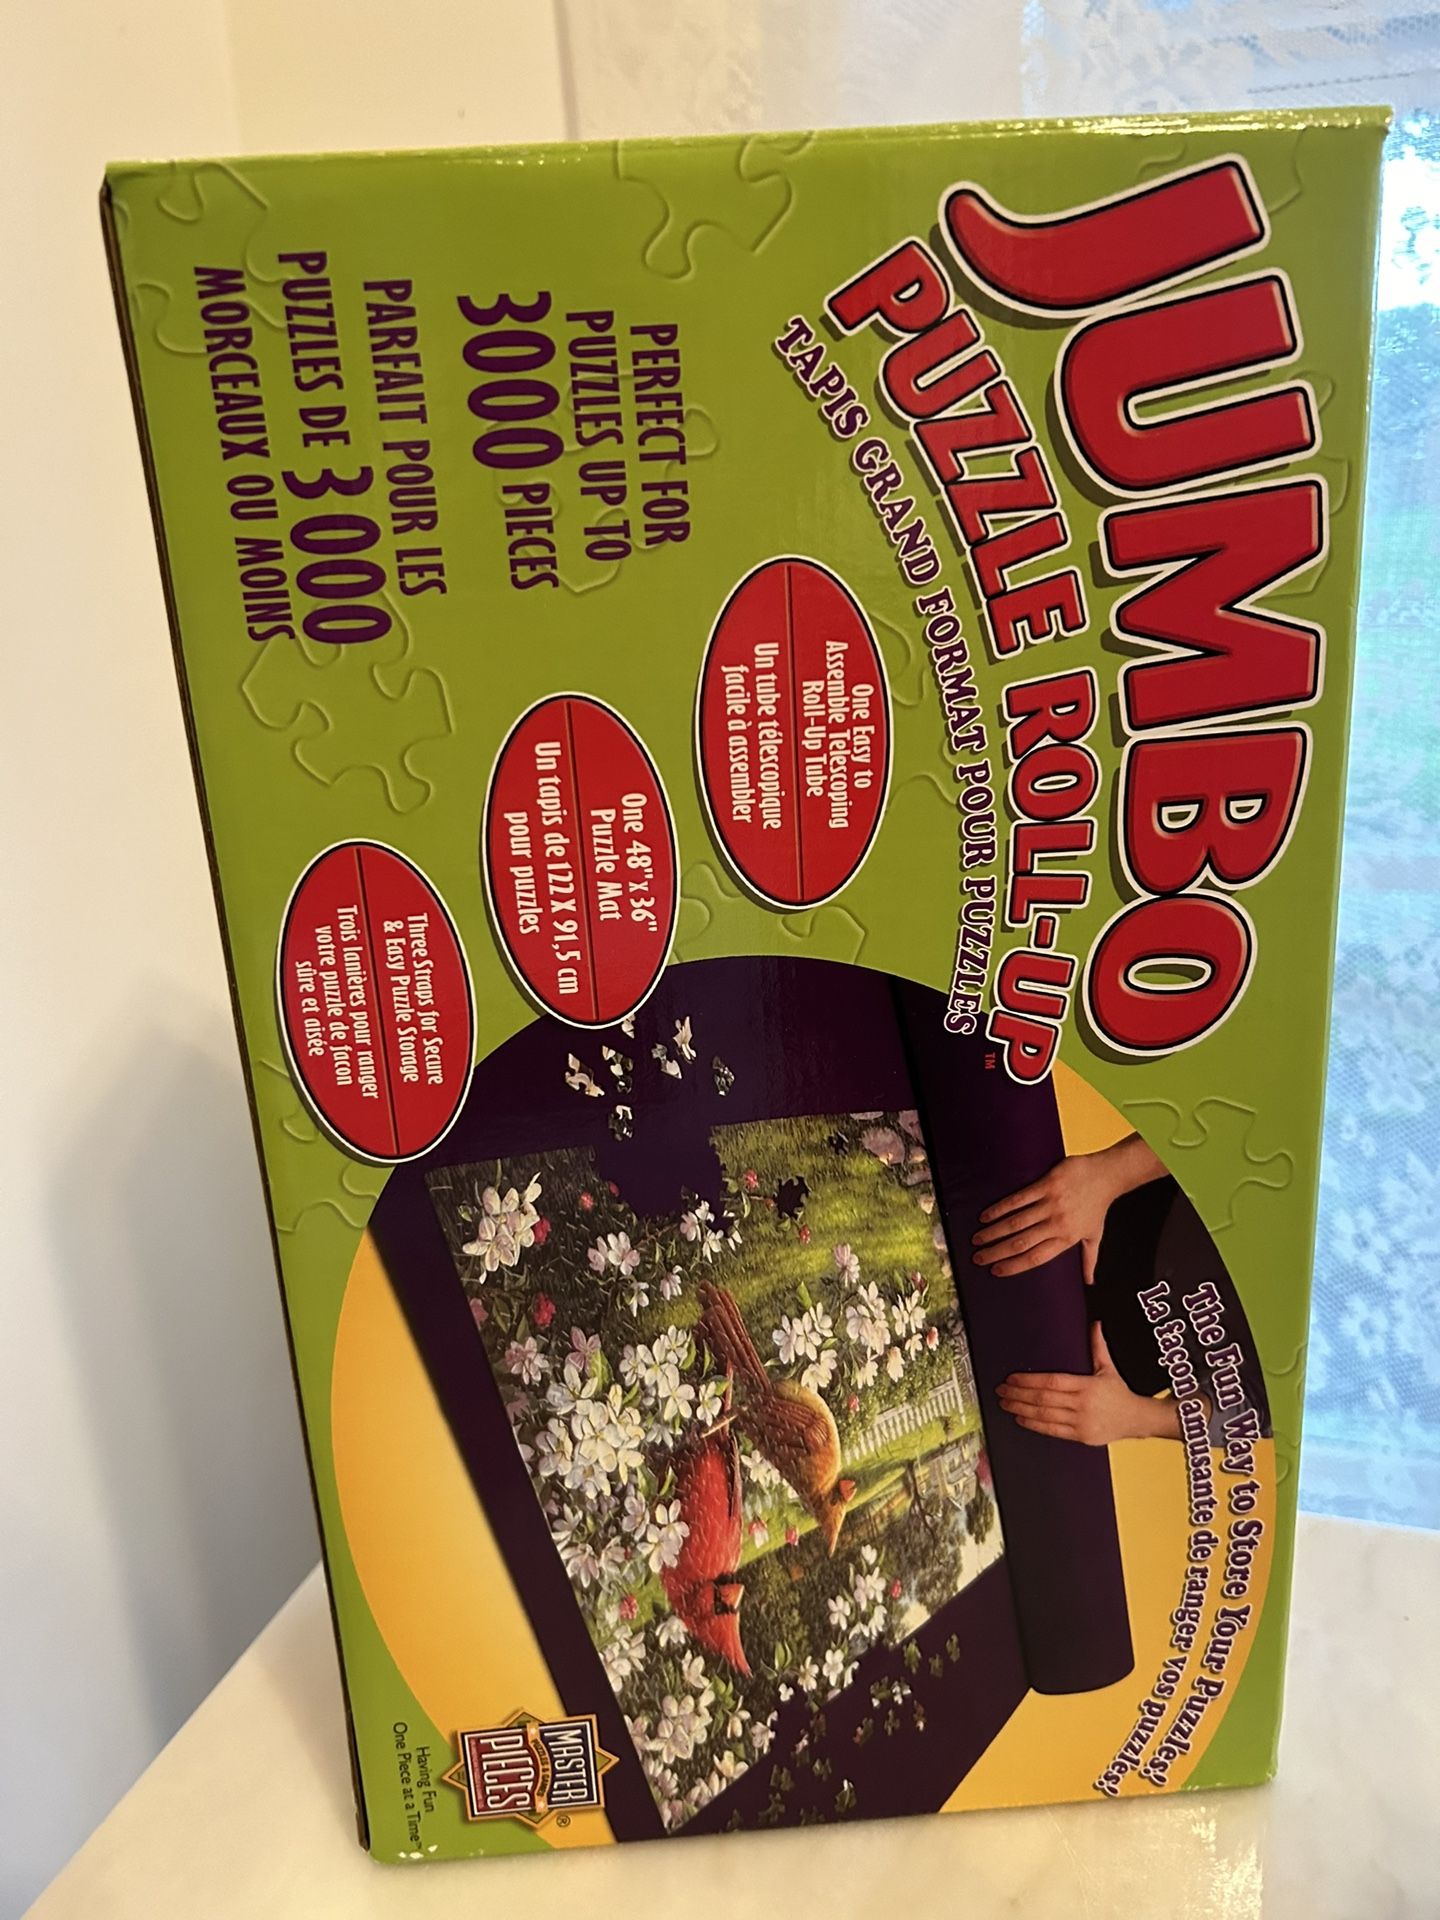 JUMBO
PUZZLE ROLL-UP™
TAPIS GRAND FORMAT POUR PUZZLES
The Fun Way to Store Your Puzzles!
La façon amusante de ranger vos puzzles!
PERFECT FOR
PUZZLES UP TO
3000 PIECES
PARFAIT POUR LES
PUZZLES DE 3 000
MORCEAUX OU MOINS
One Easy to
Assemble Telescoping
Roll-Up Tube
Un tube télescopique
facile à assembler
One 48" x 36"
Puzzle Mat
Un tapis de 122 X 91,5 cm
pour puzzles
Three Straps for Secure
& Easy Puzzle Storage
Trois lanières pour ranger
votre puzzle de facon
sûre et aisée
MASTER
PIECES®
Having Fun
One Piece at a Time™